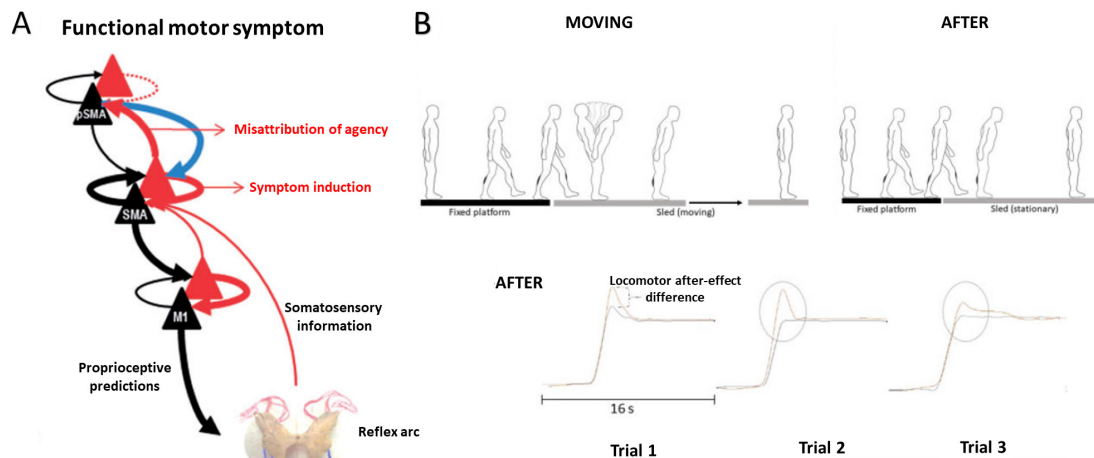 A
Functional motor symptom
pSMA
Misattribution of agency
Symptom induction
SMA
M1
Somatosensory
information
Proprioceptive
predictions
Reflex arc
B
MOVING
AFTER
Fixed platform
Sled (moving)
Fixed platform
Sled (stationary)
AFTER
Locomotor after-effect
difference
16 s
Trial 1
Trial 2
Trial 3